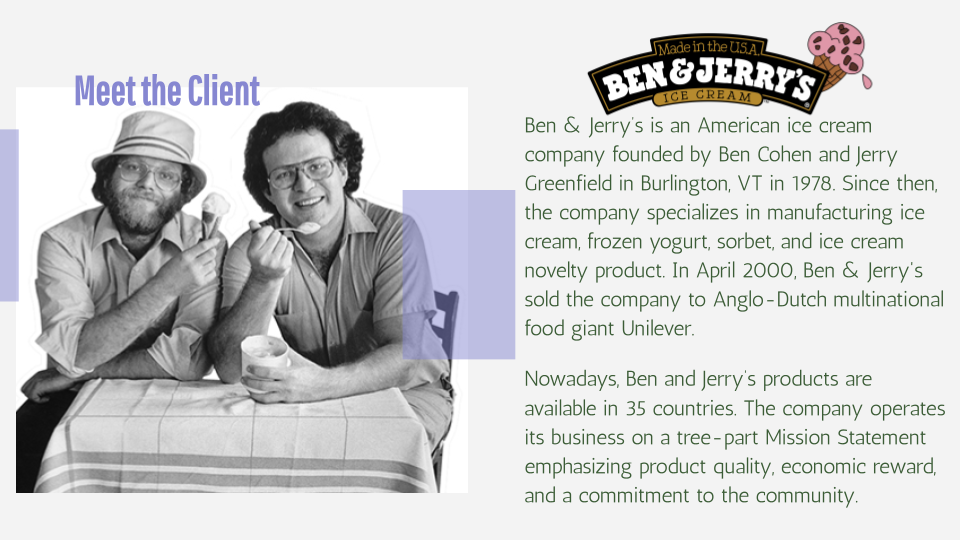 Meet the Client
Made in the U.S.A.
BEN & JERRY'S
ICE CREAM
Ben & Jerry's is an American ice cream
company founded by Ben Cohen and Jerry
Greenfield in Burlington, VT in 1978. Since then,
the company specializes in manufacturing ice
cream, frozen yogurt, sorbet, and ice cream
novelty product. In April 2000, Ben & Jerry's
sold the company to Anglo-Dutch multinational
food giant Unilever.
Nowadays, Ben and Jerry's products are
available in 35 countries. The company operates
its business on a tree-part Mission Statement
emphasizing product quality, economic reward,
and a commitment to the community.